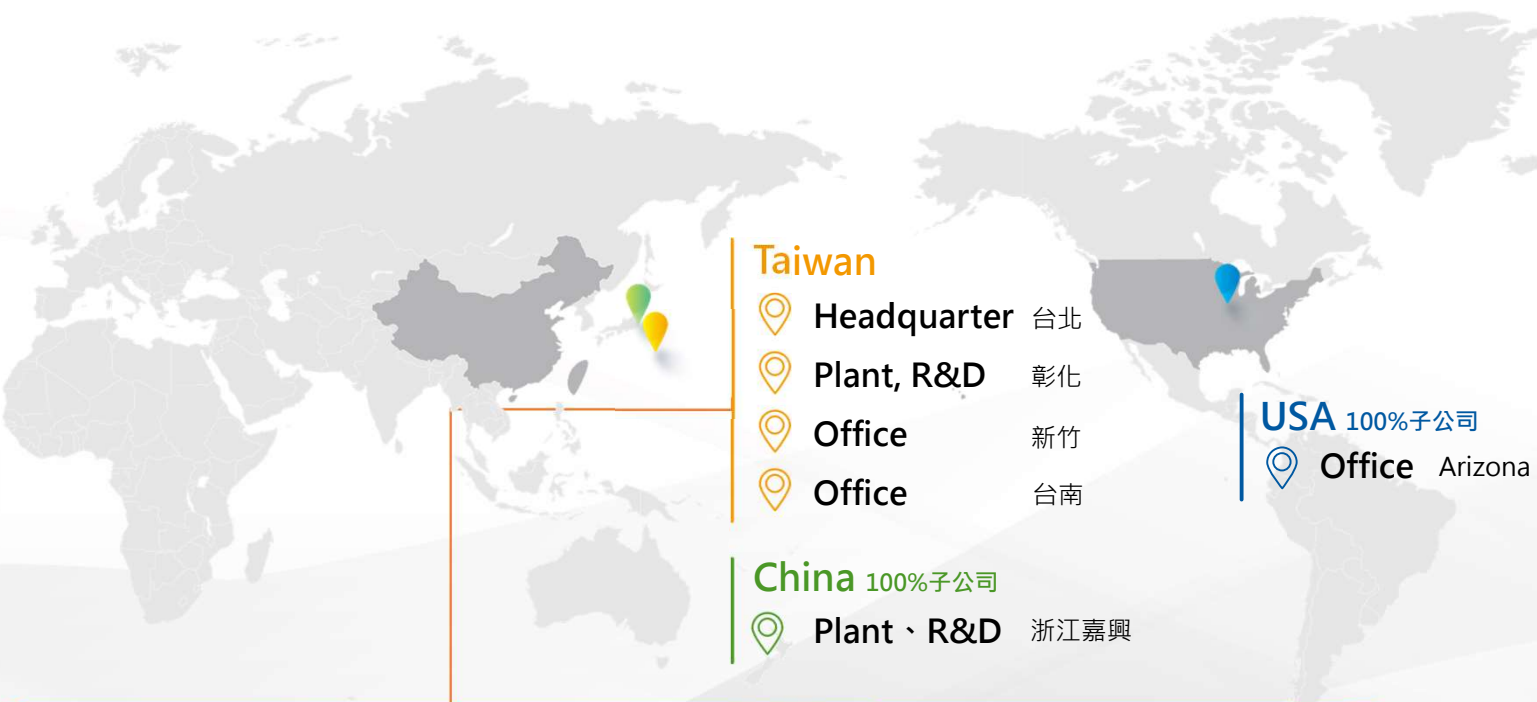 Taiwan
Headquarter 台北
Plant, R&D 彰化
Office 新竹
Office 台南
China 100%子公司
Plant、R&D 浙江嘉興
USA 100%子公司
Office Arizona